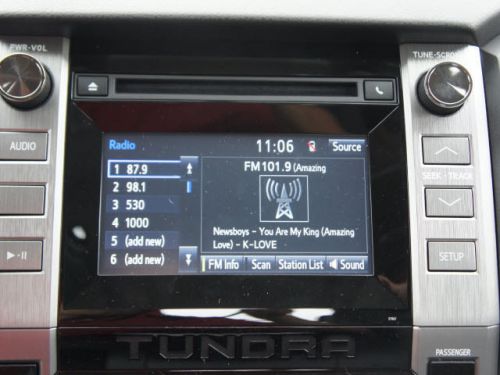 PWR·VOL
TUNE·SCROLL
AUDIO
Radio
11:06
Source
1 87.9
2 98.1
3 530
4 1000
5 (add new)
6 (add new)
FM101.9 (Amazing
Newsboys - You Are My King (Amazing
Love) - K-LOVE
FM Info
Scan
Station List
Sound
SEEK·TRACK
SETUP
TUNDRA
PASSENGER